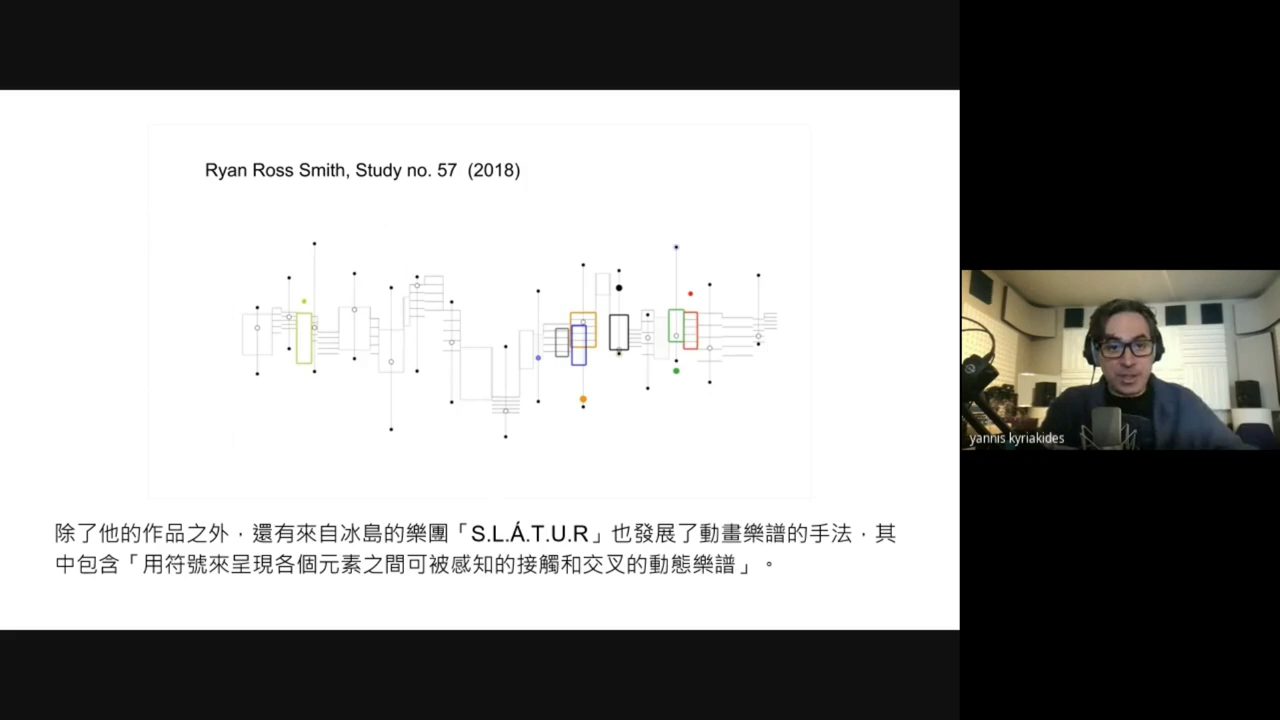 Ryan Ross Smith, Study no. 57 (2018)
除了他的作品之外，還有來自冰島的樂團「S.L.Á.T.U.R」也發展了動畫樂譜的手法，其
中包含「用符號來呈現各個元素之間可被感知的接觸和交叉的動態樂譜」。
yannis kyriakides